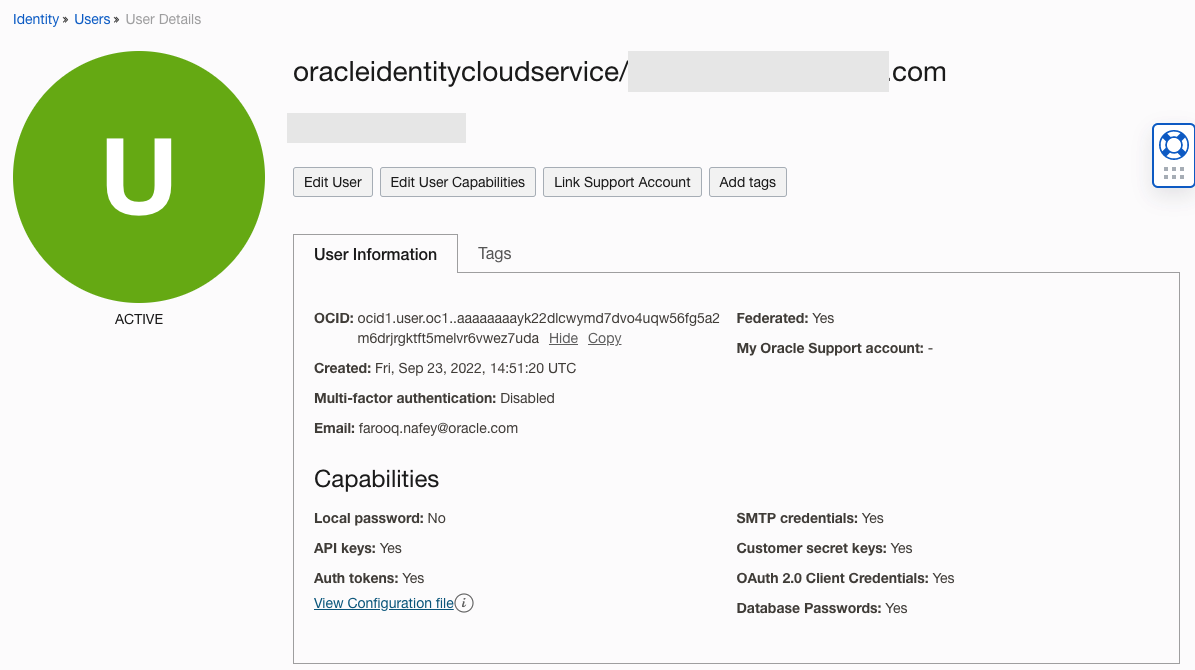 Identity » Users » User Details
oracleidentitycloudservice/ .com
U
ACTIVE
Edit User Edit User Capabilities Link Support Account Add tags
User Information Tags
OCID: ocid1.user.oc1..aaaaaaaayk22dlcwymd7dvo4uqw56fg5a2
m6drjrgktft5melvr6vwez7uda Hide Copy
Created: Fri, Sep 23, 2022, 14:51:20 UTC
Multi-factor authentication: Disabled
Email: farooq.nafey@oracle.com
Federated: Yes
My Oracle Support account: -
Capabilities
Local password: No
API keys: Yes
Auth tokens: Yes
View Configuration file i
SMTP credentials: Yes
Customer secret keys: Yes
OAuth 2.0 Client Credentials: Yes
Database Passwords: Yes